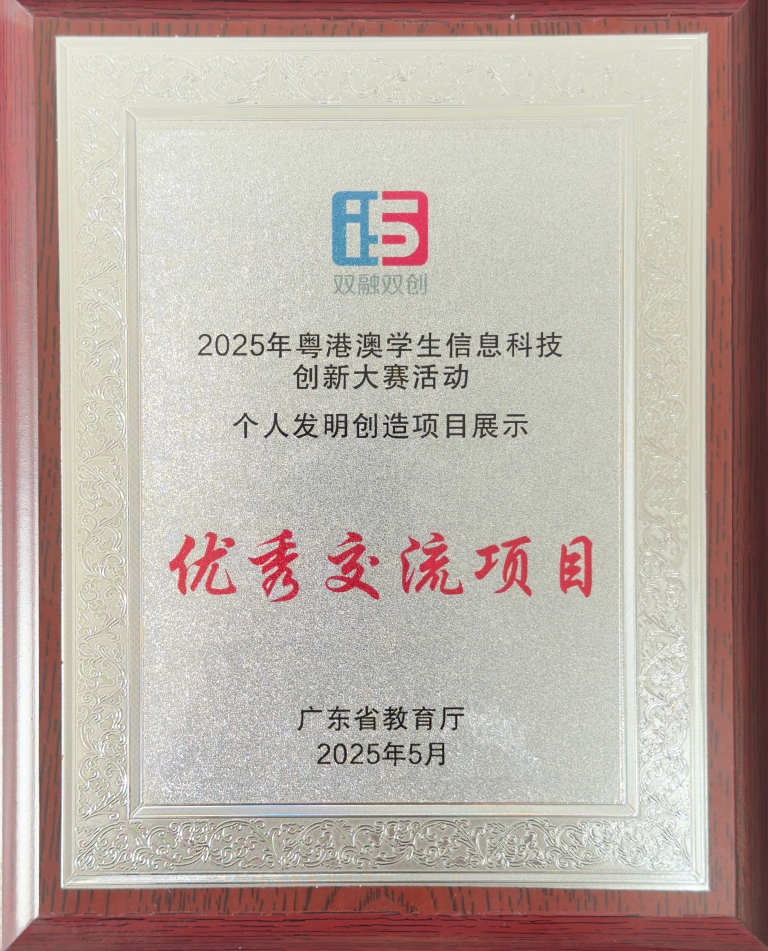 双融双创
2025年粤港澳学生信息科技
创新大赛活动
个人发明创造项目展示
优秀交流项目
广东省教育厅
2025年5月